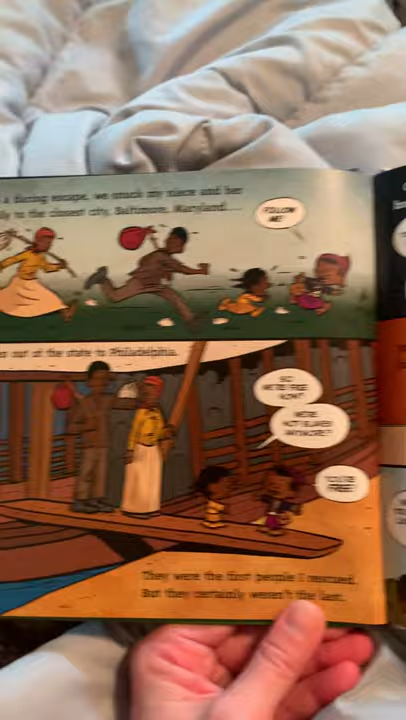 a daring escape, we snuck my niece and her
to the closest city, Baltimore, Maryland...
FOLLOW
ME!
out of the state to Philadelphia.
SO
WE'RE FREE
NOW?
WE'RE
NOT SLAVES
ANYMORE?
YOU'RE
FREE!
They were the first people I rescued.
But they certainly weren't the last.